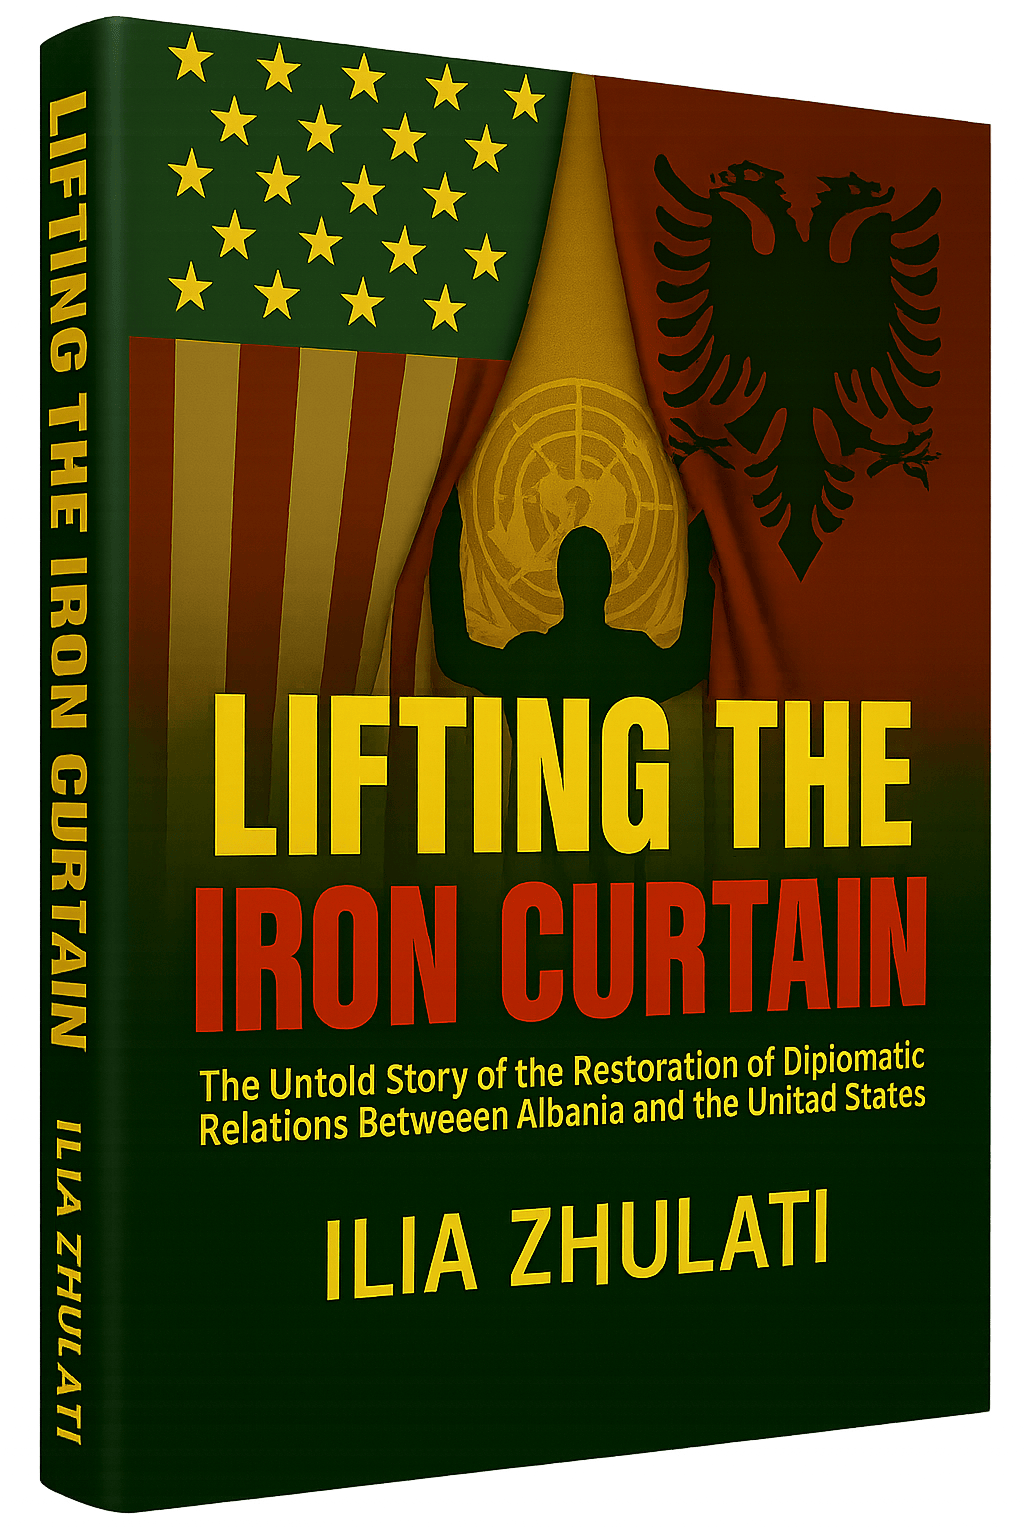 LIFTING THE IRON CURTAIN ILIA ZHULATI
LIFTING THE
IRON CURTAIN
The Untold Story of the Restoration of Dipiomatic
Relations Betweeen Albania and the Unitad States
ILIA ZHULATI